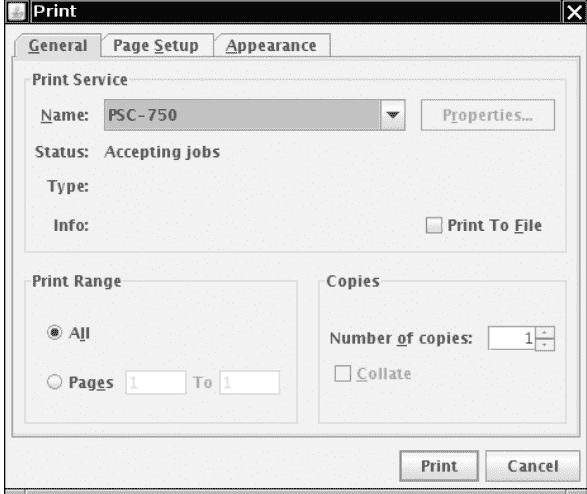 Print
General Page Setup Appearance
Print Service
Name: PSC-750 Properties...
Status: Accepting jobs
Type:
Info: Print To File
Print Range Copies
All Number of copies: 1
Pages 1 To 1 Collate
Print Cancel